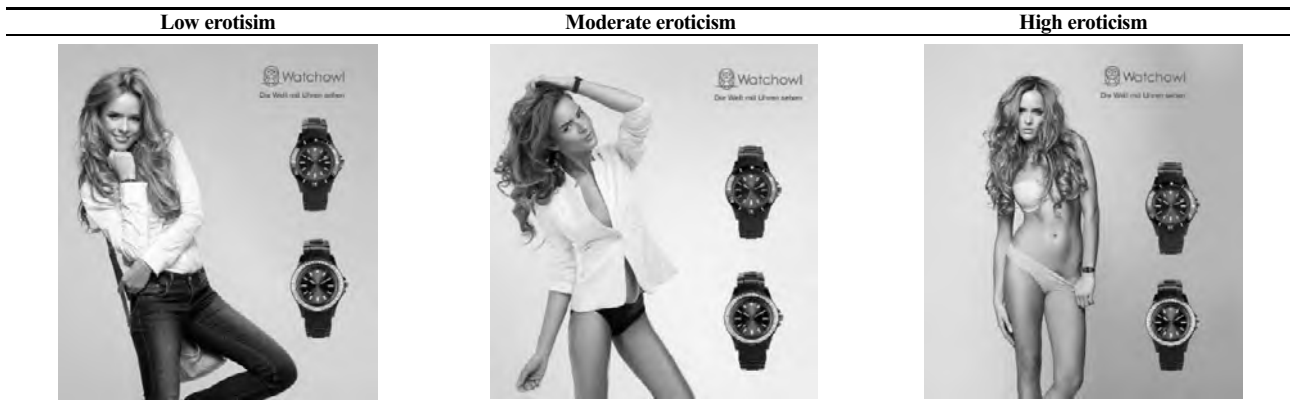 Low erotisim
Moderate eroticism
High eroticism
Watchowl
Die Welt mit Uhren sehen
Watchowl
Die Welt mit Uhren sehen
Watchowl
Die Welt mit Uhren sehen